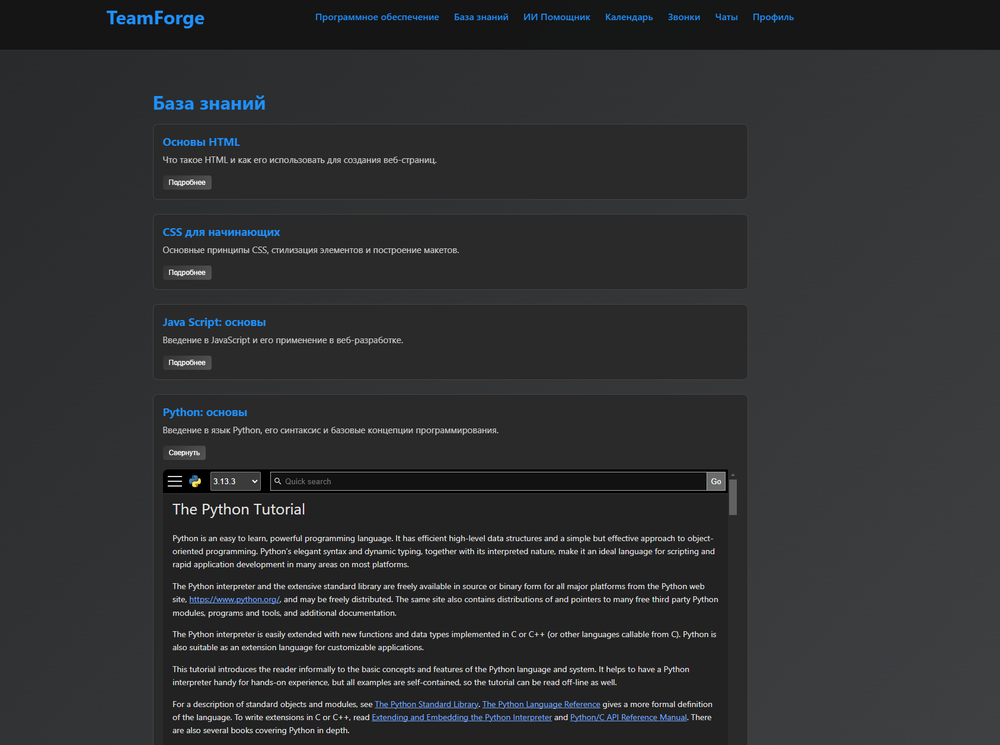 TeamForge
Программное обеспечение База знаний ИИ Помощник Календарь Звонки Чаты Профиль
База знаний
Основы HTML
Что такое HTML и как его использовать для создания веб-страниц.
Подробнее
CSS для начинающих
Основные принципы CSS, стилизация элементов и построение макетов.
Подробнее
Java Script: основы
Введение в JavaScript и его применение в веб-разработке.
Подробнее
Python: основы
Введение в язык Python, его синтаксис и базовые концепции программирования.
Свернуть
3.13.3 Quick search Go
The Python Tutorial
Python is an easy to learn, powerful programming language. It has efficient high-level data structures and a simple but effective approach to object-
oriented programming. Python’s elegant syntax and dynamic typing, together with its interpreted nature, make it an ideal language for scripting and
rapid application development in many areas on most platforms.
The Python interpreter and the extensive standard library are freely available in source or binary form for all major platforms from the Python web
site, https://www.python.org/, and may be freely distributed. The same site also contains distributions of and pointers to many free third party Python
modules, programs and tools, and additional documentation.
The Python interpreter is easily extended with new functions and data types implemented in C or C++ (or other languages callable from C). Python is
also suitable as an extension language for customizable applications.
This tutorial introduces the reader informally to the basic concepts and features of the Python language and system. It helps to have a Python
interpreter handy for hands-on experience, but all examples are self-contained, so the tutorial can be read off-line as well.
For a description of standard objects and modules, see The Python Standard Library. The Python Language Reference gives a more formal definition
of the language. To write extensions in C or C++, read Extending and Embedding the Python Interpreter and Python/C API Reference Manual. There
are also several books covering Python in depth.